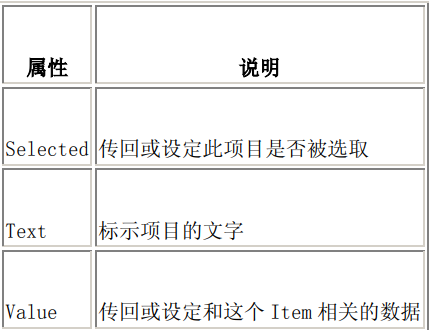 属性 说明
Selected 传回或设定此项目是否被选取
Text 标示项目的文字
Value 传回或设定和这个 Item 相关的数据